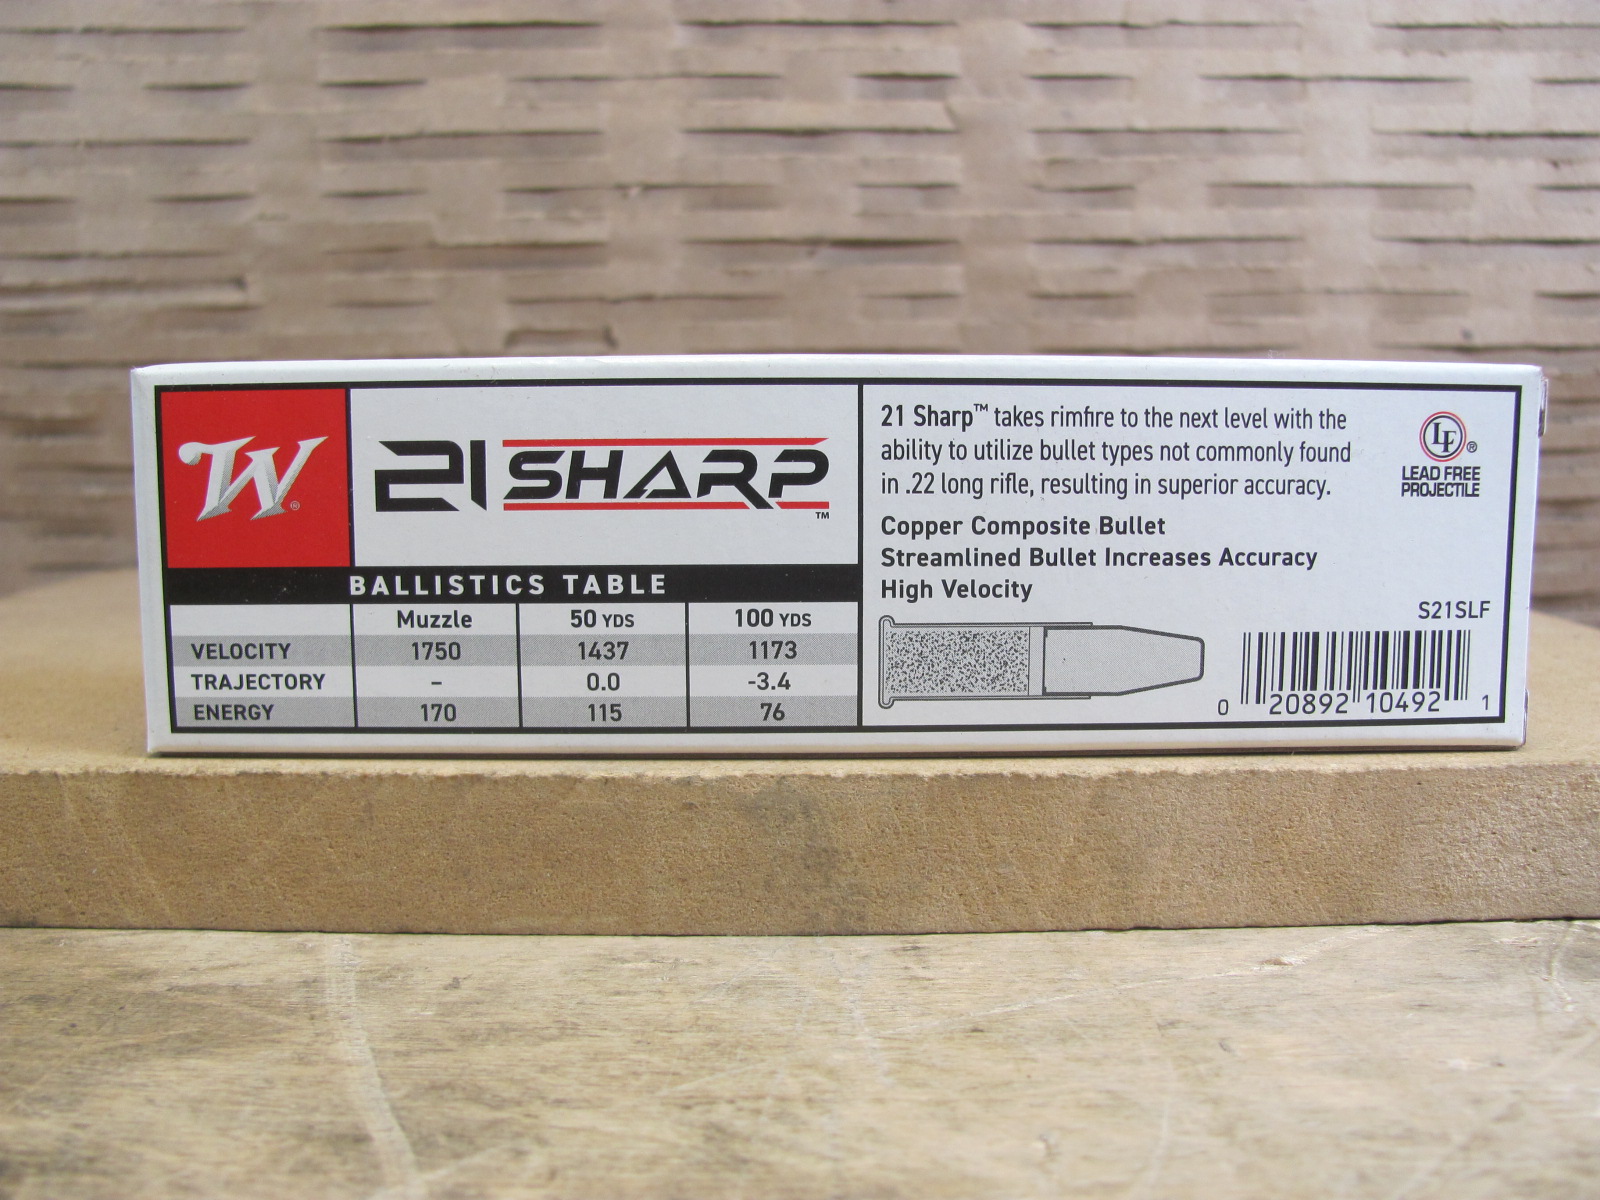 W®
21 SHARP™
BALLISTICS TABLE
Muzzle 50 YDS 100 YDS
VELOCITY 1750 1437 1173
TRAJECTORY – 0.0 -3.4
ENERGY 170 115 76
21 Sharp™ takes rimfire to the next level with the
ability to utilize bullet types not commonly found
in .22 long rifle, resulting in superior accuracy.
Copper Composite Bullet
Streamlined Bullet Increases Accuracy
High Velocity
LF®
LEAD FREE
PROJECTILE
S21SLF
0 20892 10492 1